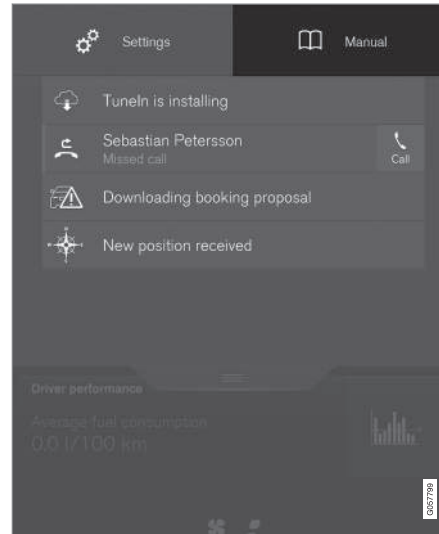 Settings
Manual
TuneIn is installing
Sebastian Petersson
Missed call
Call
Downloading booking proposal
New position received
Driver performance
Average fuel consumption
0.0 l/100 km
G057799